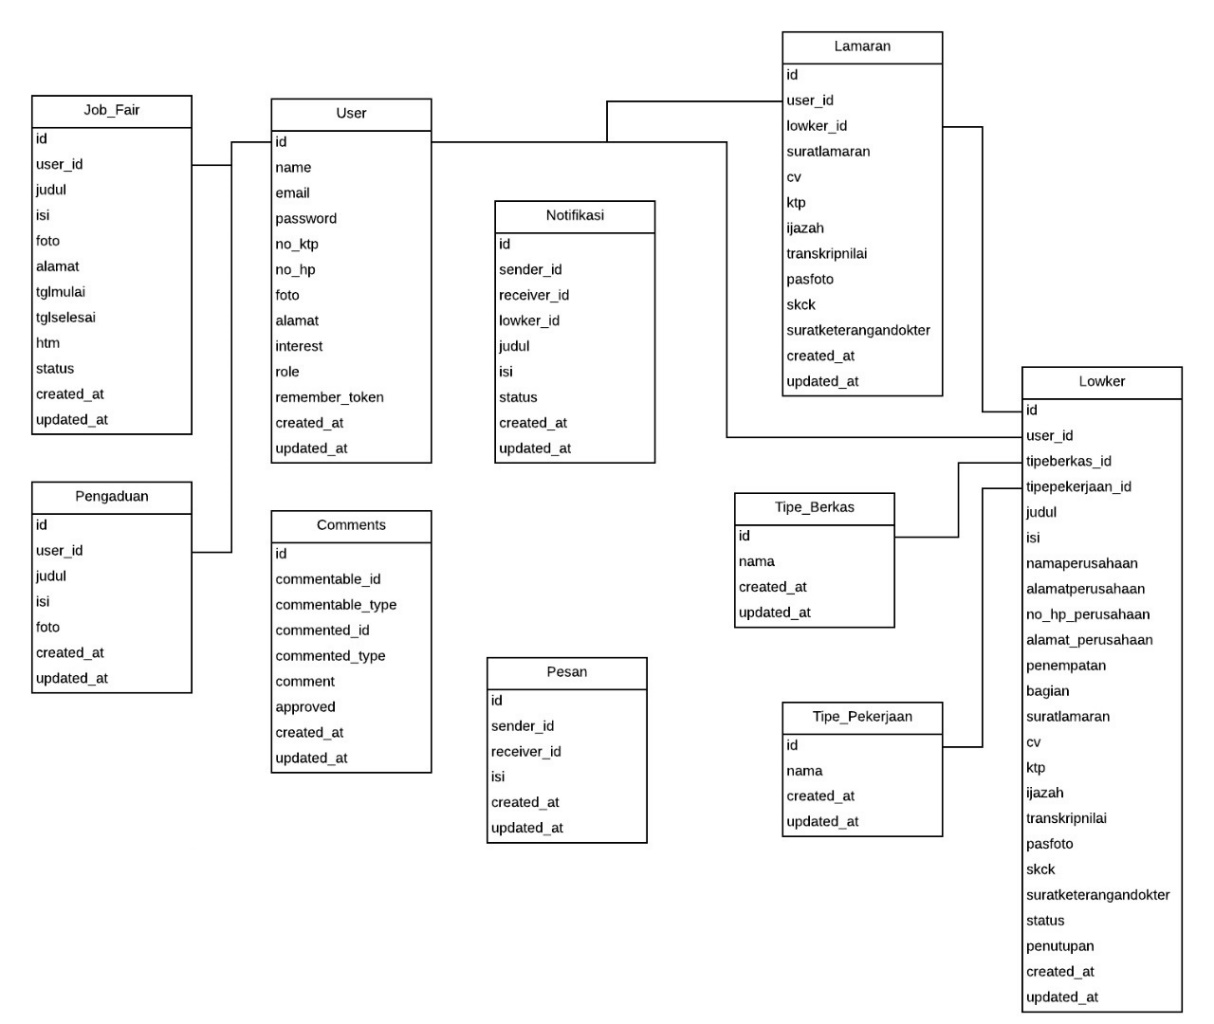 Job_Fair
id
user_id
judul
isi
foto
alamat
tglmulai
tglselesai
htm
status
created_at
updated_at
Pengaduan
id
user_id
judul
isi
foto
created_at
updated_at
User
id
name
email
password
no_ktp
no_hp
foto
alamat
interest
role
remember_token
created_at
updated_at
Comments
id
commentable_id
commentable_type
commented_id
commented_type
comment
approved
created_at
updated_at
Notifikasi
id
sender_id
receiver_id
lowker_id
judul
isi
status
created_at
updated_at
Pesan
id
sender_id
receiver_id
isi
created_at
updated_at
Lamaran
id
user_id
lowker_id
suratlamaran
cv
ktp
ijazah
transkripnilai
pasfoto
skck
suratketerangandokter
created_at
updated_at
Tipe_Berkas
id
nama
created_at
updated_at
Tipe_Pekerjaan
id
nama
created_at
updated_at
Lowker
id
user_id
tipeberkas_id
tipepekerjaan_id
judul
isi
namaperusahaan
alamatperusahaan
no_hp_perusahaan
alamat_perusahaan
penempatan
bagian
suratlamaran
cv
ktp
ijazah
transkripnilai
pasfoto
skck
suratketerangandokter
status
penutupan
created_at
updated_at